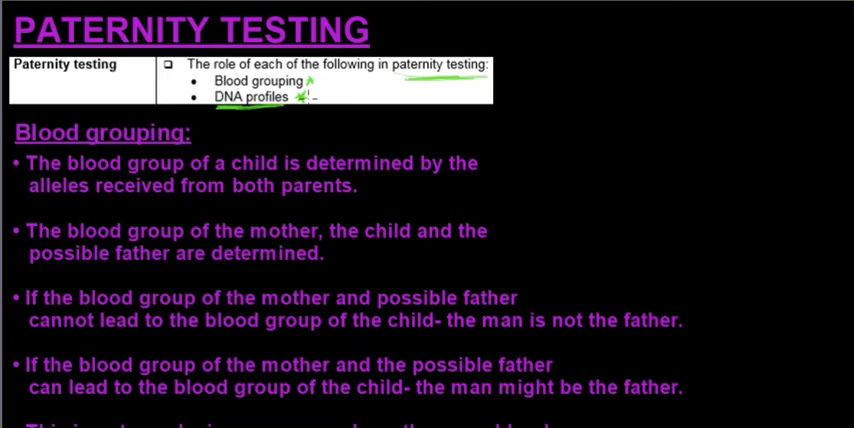 PATERNITY TESTING
Paternity testing
❑ The role of each of the following in paternity testing:
• Blood grouping
• DNA profiles
Blood grouping:
• The blood group of a child is determined by the
alleles received from both parents.
• The blood group of the mother, the child and the
possible father are determined.
• If the blood group of the mother and possible father
cannot lead to the blood group of the child- the man is not the father.
• If the blood group of the mother and the possible father
can lead to the blood group of the child- the man might be the father.